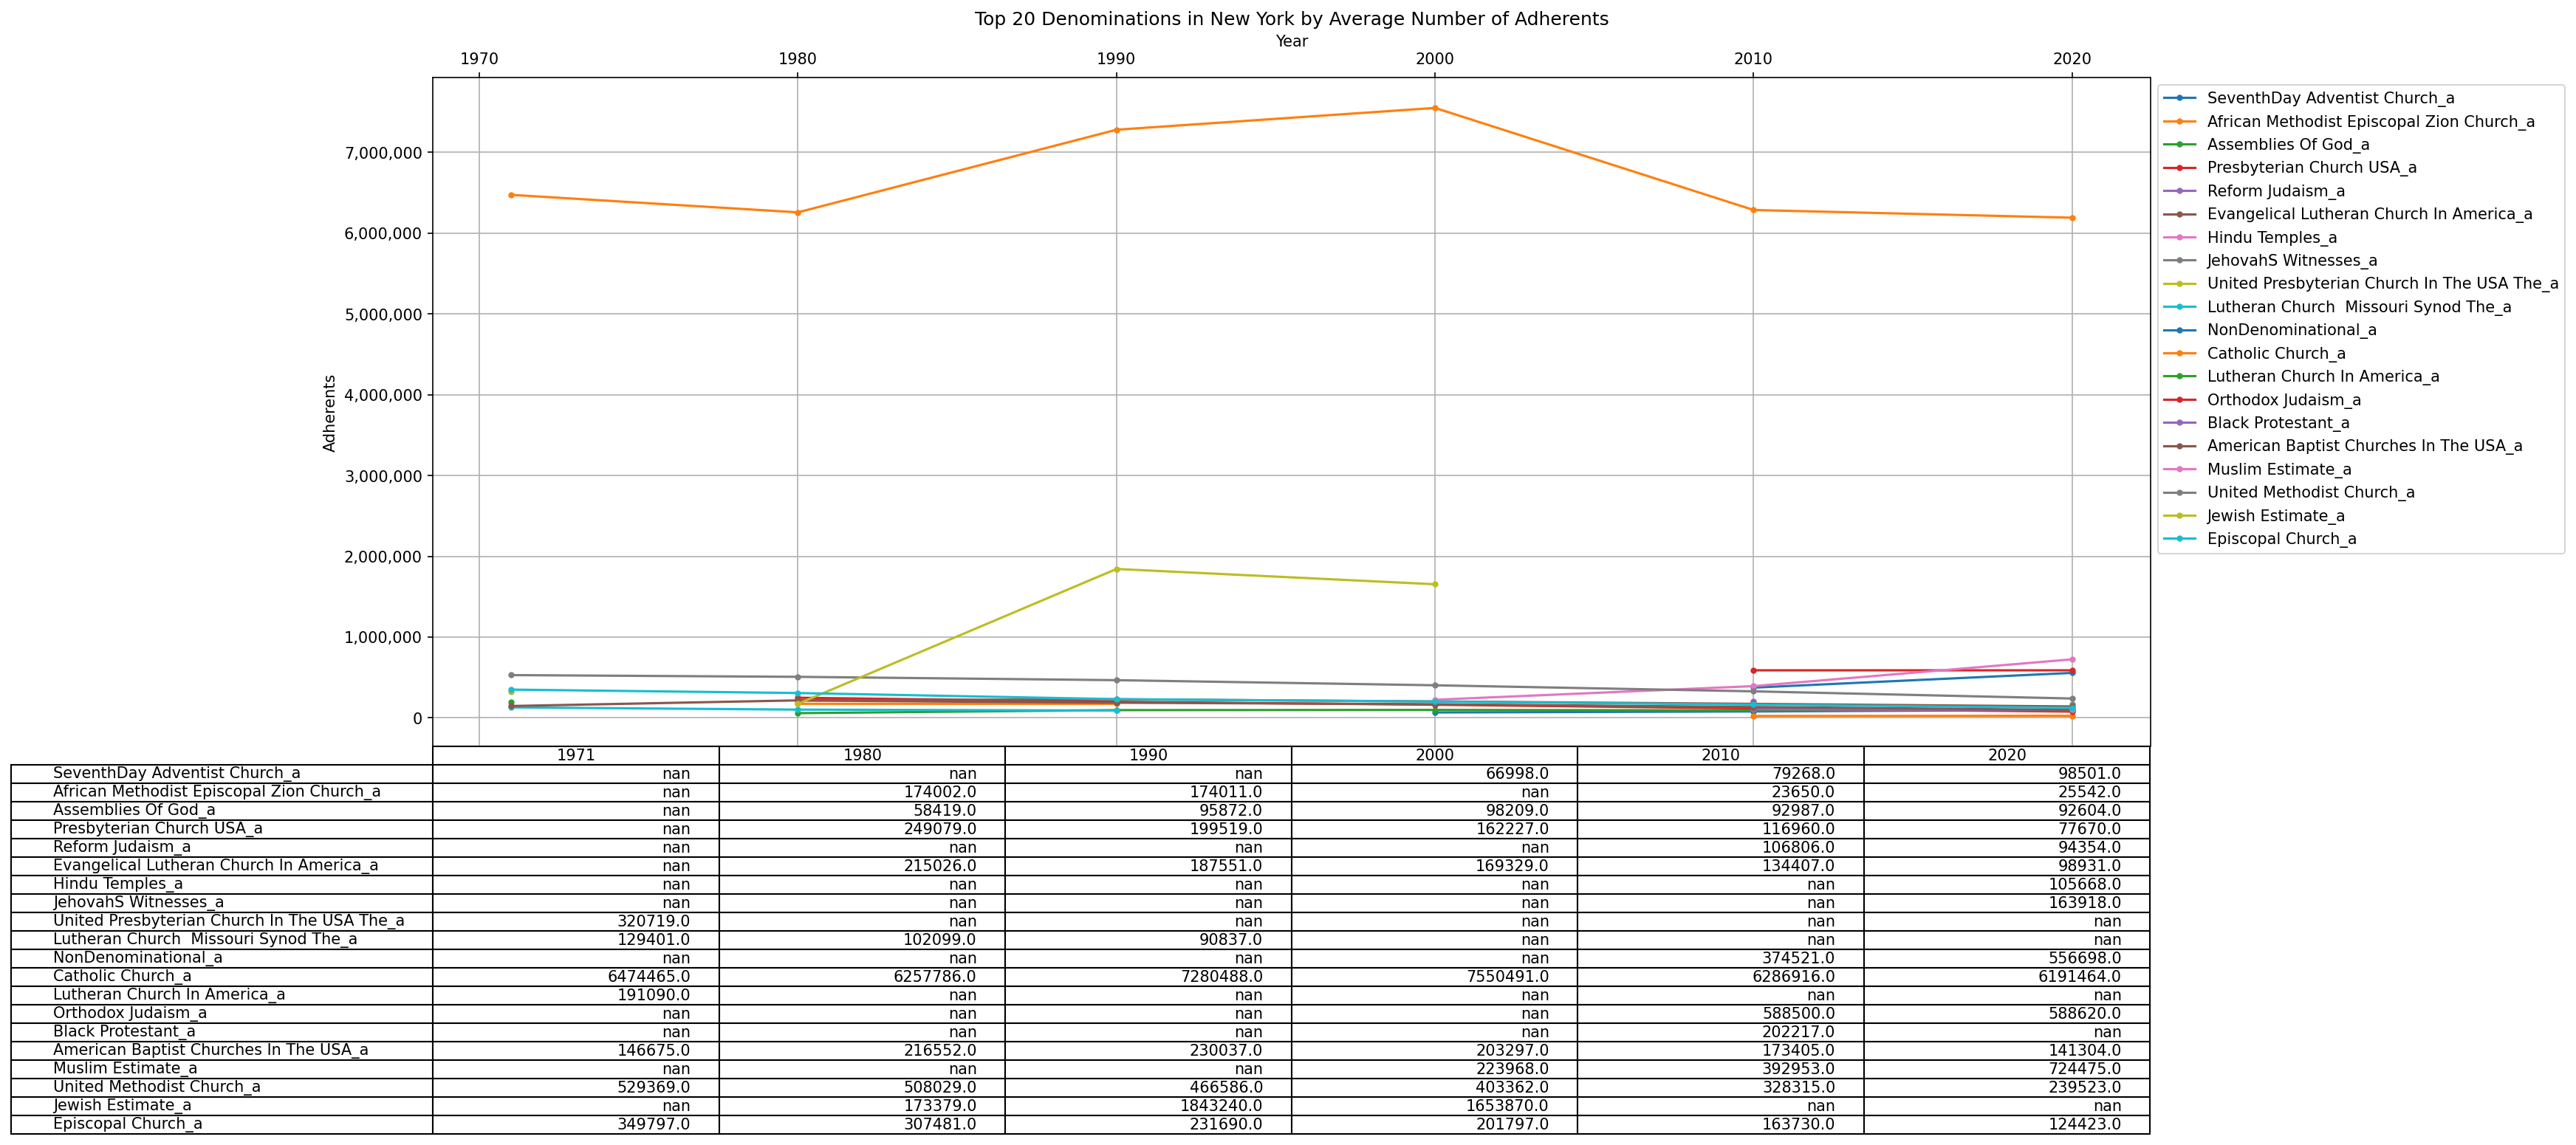 Top 20 Denominations in New York by Average Number of Adherents
Year
1970 1980 1990 2000 2010 2020
7,000,000
6,000,000
5,000,000
4,000,000
3,000,000
2,000,000
1,000,000
0
Adherents
SeventhDay Adventist Church_a
African Methodist Episcopal Zion Church_a
Assemblies Of God_a
Presbyterian Church USA_a
Reform Judaism_a
Evangelical Lutheran Church In America_a
Hindu Temples_a
JehovahS Witnesses_a
United Presbyterian Church In The USA The_a
Lutheran Church  Missouri Synod The_a
NonDenominational_a
Catholic Church_a
Lutheran Church In America_a
Orthodox Judaism_a
Black Protestant_a
American Baptist Churches In The USA_a
Muslim Estimate_a
United Methodist Church_a
Jewish Estimate_a
Episcopal Church_a
1971 1980 1990 2000 2010 2020
SeventhDay Adventist Church_a nan nan nan 66998.0 79268.0 98501.0
African Methodist Episcopal Zion Church_a nan 174002.0 174011.0 nan 23650.0 25542.0
Assemblies Of God_a nan 58419.0 95872.0 98209.0 92987.0 92604.0
Presbyterian Church USA_a nan 249079.0 199519.0 162227.0 116960.0 77670.0
Reform Judaism_a nan nan nan nan 106806.0 94354.0
Evangelical Lutheran Church In America_a nan 215026.0 187551.0 169329.0 134407.0 98931.0
Hindu Temples_a nan nan nan nan nan 105668.0
JehovahS Witnesses_a nan nan nan nan nan 163918.0
United Presbyterian Church In The USA The_a 320719.0 nan nan nan nan nan
Lutheran Church  Missouri Synod The_a 129401.0 102099.0 90837.0 nan nan nan
NonDenominational_a nan nan nan nan 374521.0 556698.0
Catholic Church_a 6474465.0 6257786.0 7280488.0 7550491.0 6286916.0 6191464.0
Lutheran Church In America_a 191090.0 nan nan nan nan nan
Orthodox Judaism_a nan nan nan nan 588500.0 588620.0
Black Protestant_a nan nan nan nan 202217.0 nan
American Baptist Churches In The USA_a 146675.0 216552.0 230037.0 203297.0 173405.0 141304.0
Muslim Estimate_a nan nan nan 223968.0 392953.0 724475.0
United Methodist Church_a 529369.0 508029.0 466586.0 403362.0 328315.0 239523.0
Jewish Estimate_a nan 173379.0 1843240.0 1653870.0 nan nan
Episcopal Church_a 349797.0 307481.0 231690.0 201797.0 163730.0 124423.0